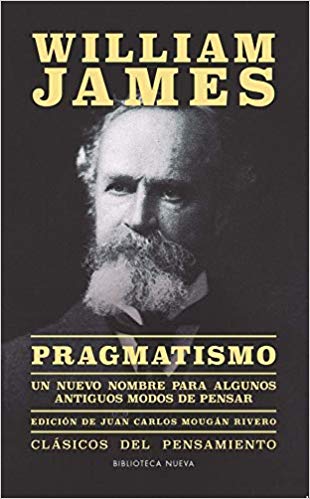 WILLIAM
JAMES
PRAGMATISMO
UN NUEVO NOMBRE PARA ALGUNOS
ANTIGUOS MODOS DE PENSAR
EDICIÓN DE JUAN CARLOS MOUGÁN RIVERO
CLÁSICOS DEL PENSAMIENTO
BIBLIOTECA NUEVA